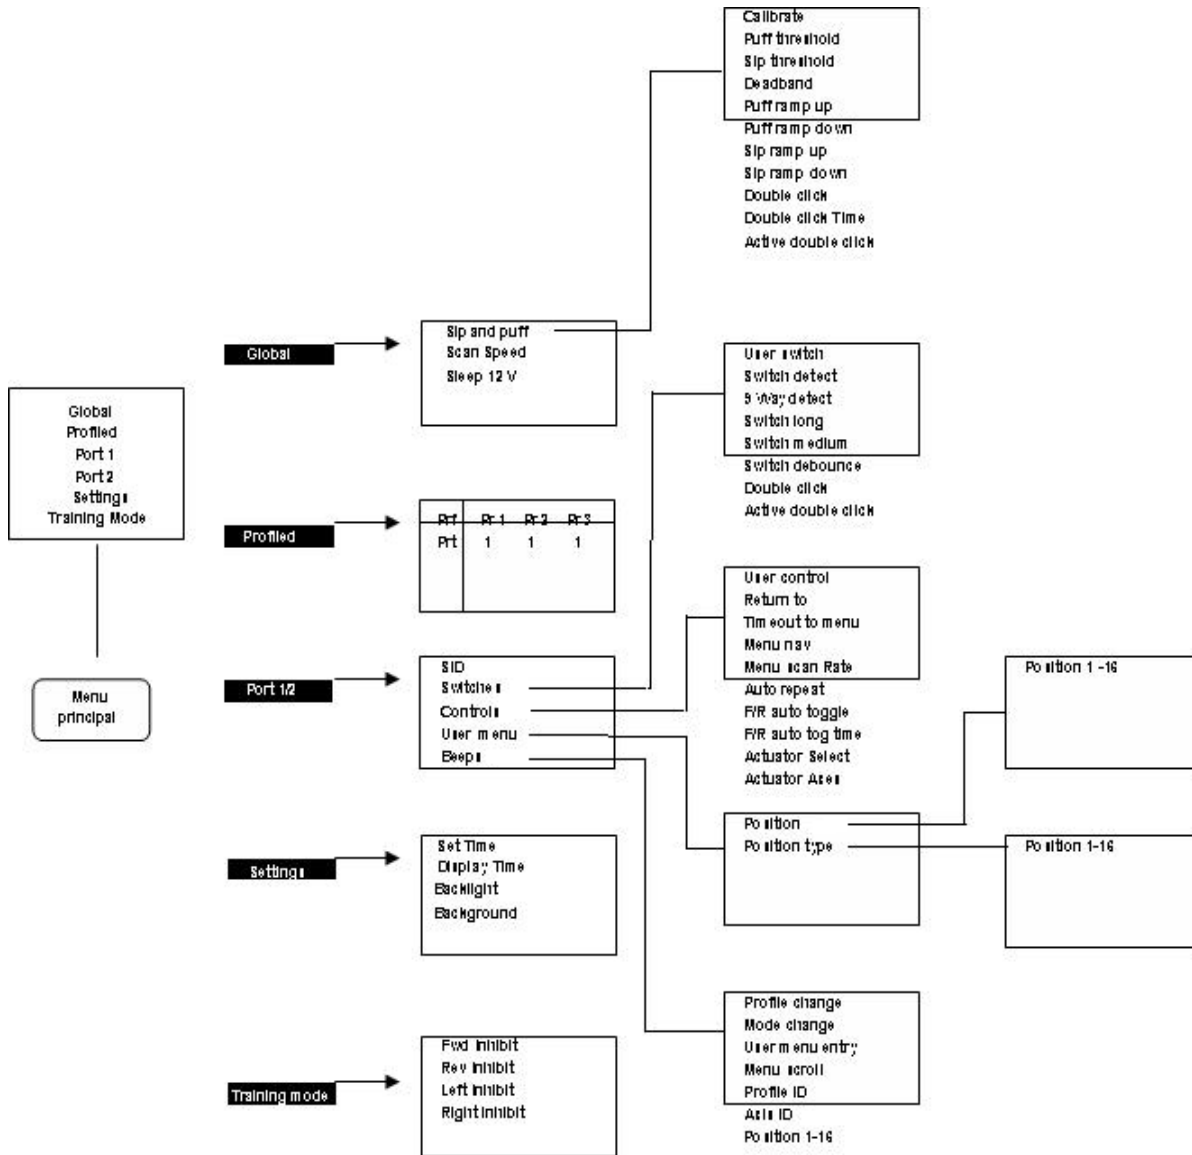 Calibrate
Puff threshold
Sip threshold
Deadband
Puff ramp up
Puff ramp down
Sip ramp up
Sip ramp down
Double click
Double click Time
Active double click
Global
Sip and puff
Scan Speed
Sleep 12 V
User switch
Switch detect
9 Way detect
Switch long
Switch medium
Switch debounce
Double click
Active double click
Global
Profiled
Port 1
Port 2
Settings
Training Mode
Menu
principal
Profiled
Prf Pr 1 Pr 2 Pr 3
Prt 1 1 1
User control
Return to
Timeout to menu
Menu nav
Menu scan Rate
Auto repeat
F/R auto toggle
F/R auto tog time
Actuator Select
Actuator Axes
Port 1/2
SID
Switches
Controls
User menu
Beeps
Position
Position type
Position 1 -16
Position 1-16
Settings
Set Time
Display Time
Backlight
Background
Profile change
Mode change
User menu entry
Menu scroll
Profile ID
Axis ID
Position 1-16
Training mode
Fwd Inhibit
Rev Inhibit
Left Inhibit
Right Inhibit